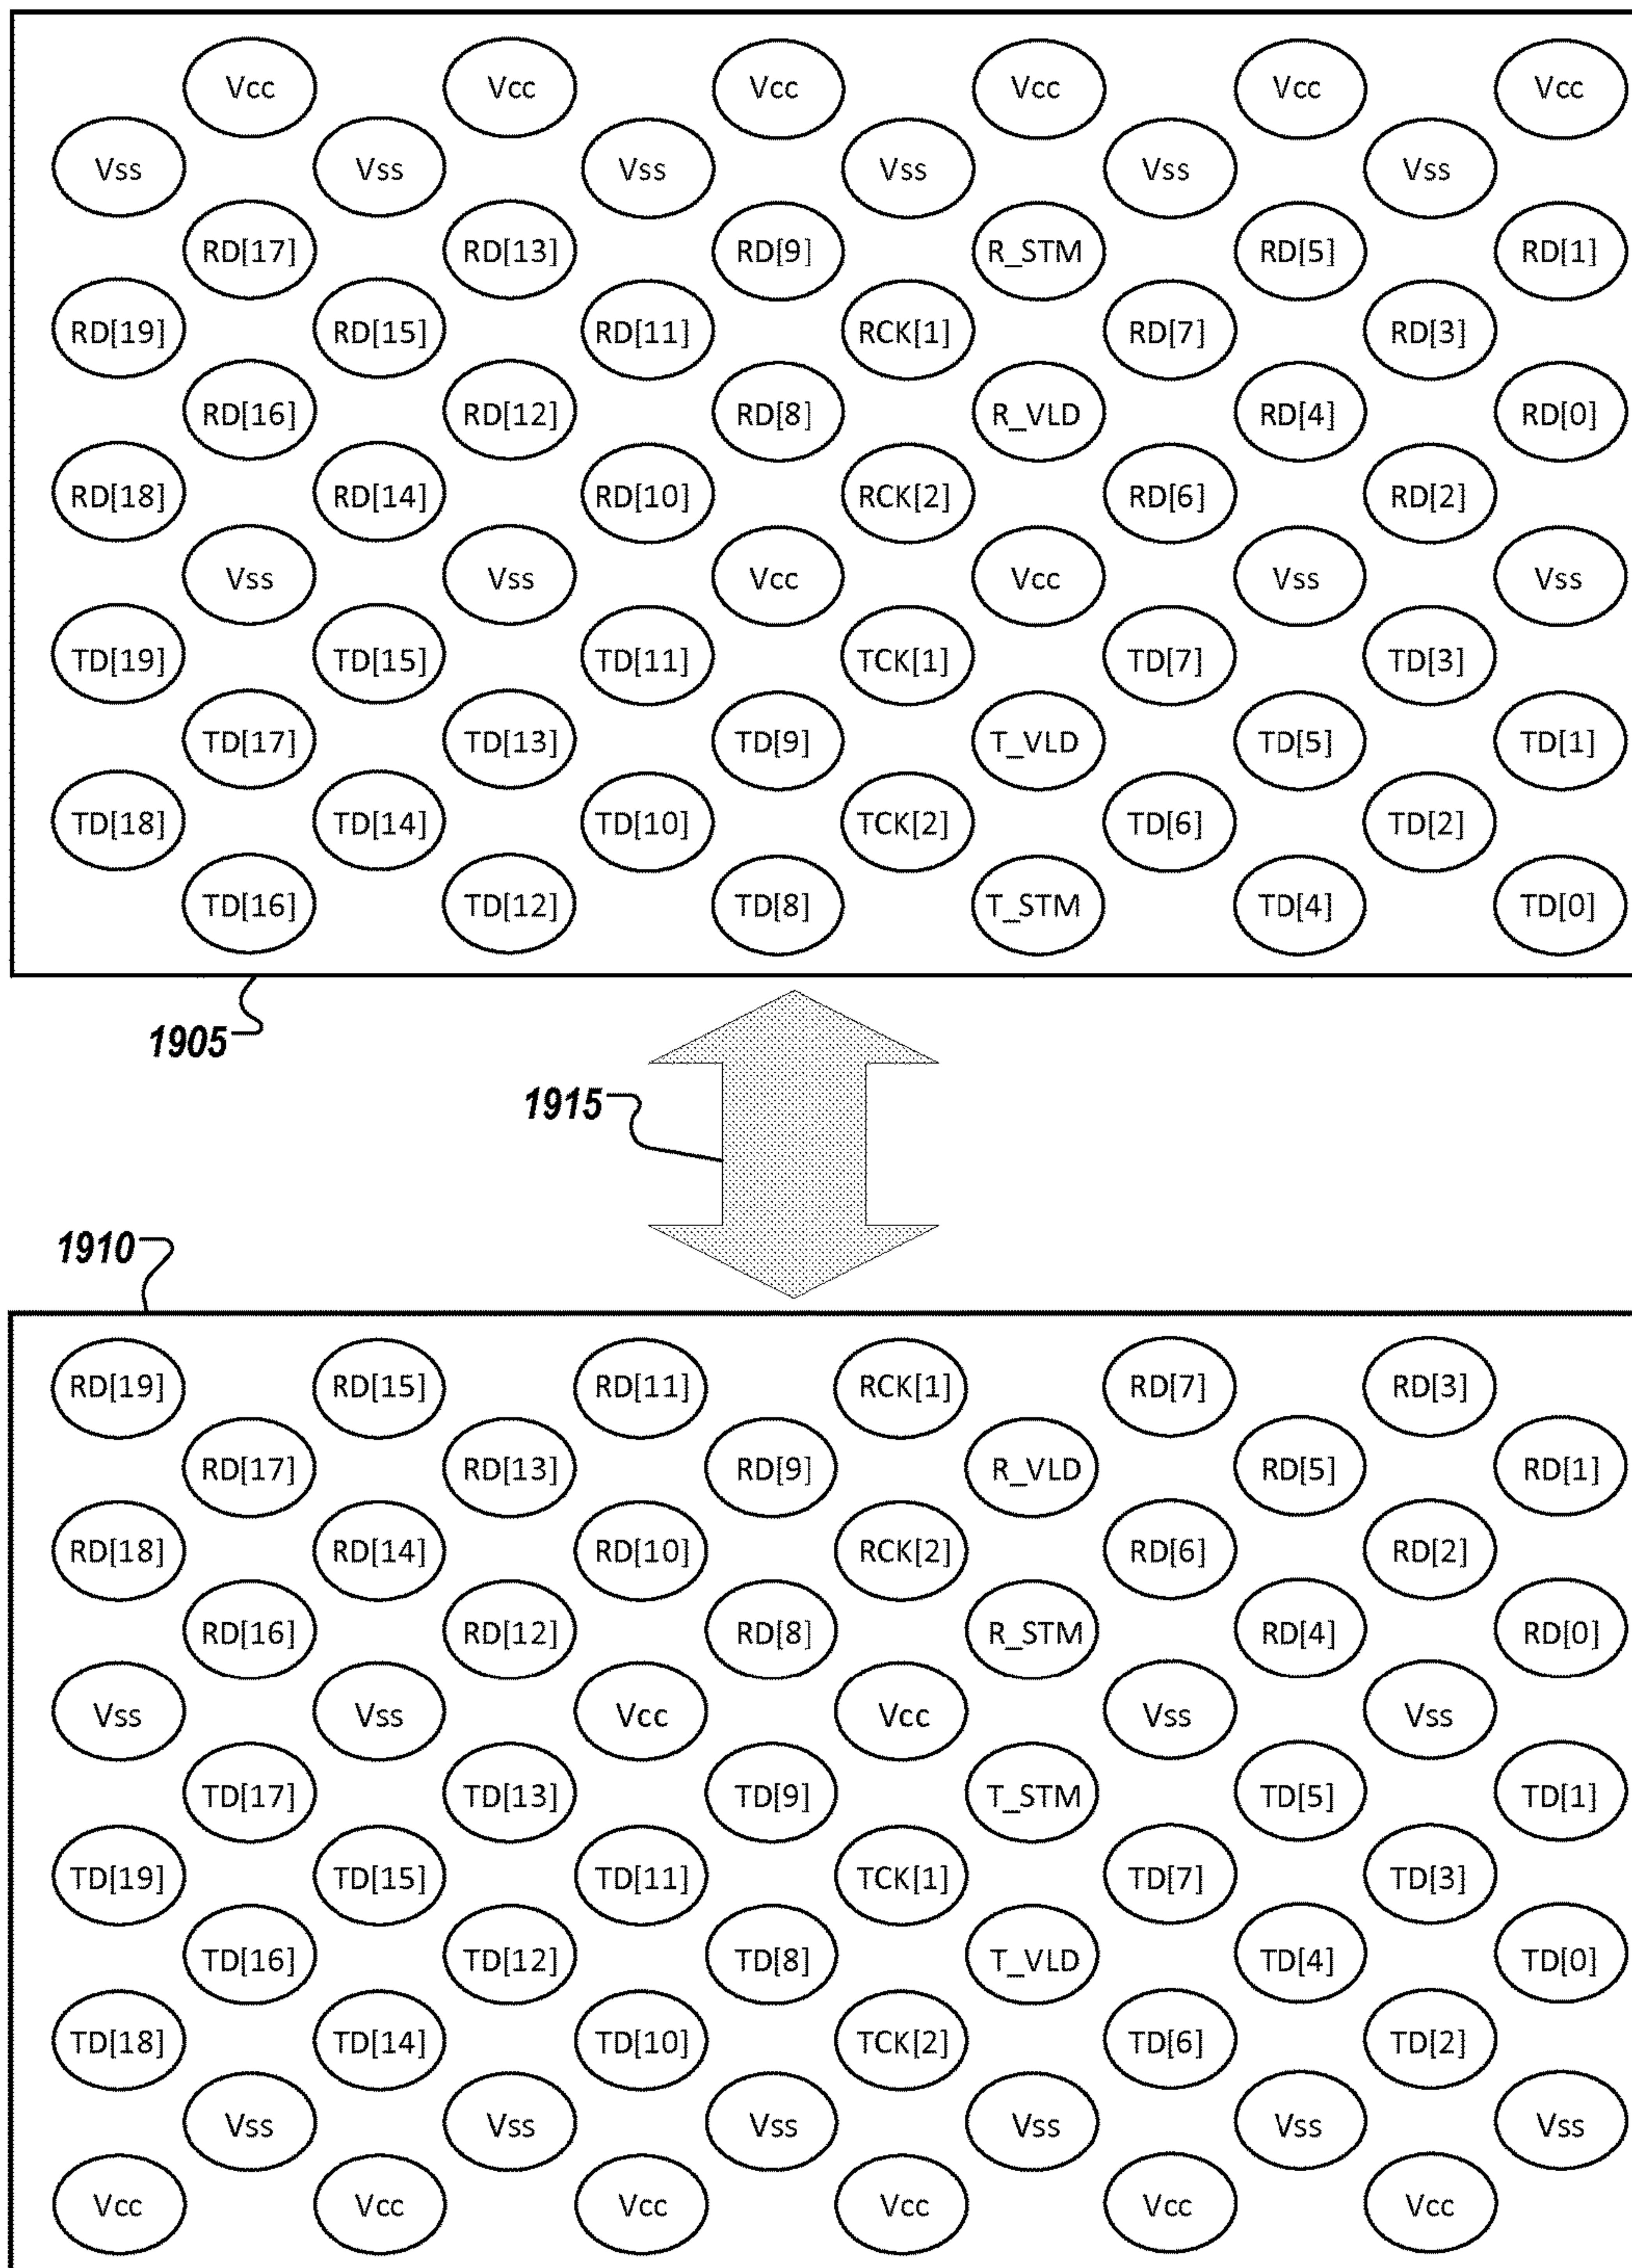 Vcc Vcc Vcc Vcc Vcc Vcc
Vss Vss Vss Vss Vss Vss
RD[17] RD[13] RD[9] R_STM RD[5] RD[1]
RD[19] RD[15] RD[11] RCK[1] RD[7] RD[3]
RD[16] RD[12] RD[8] R_VLD RD[4] RD[0]
RD[18] RD[14] RD[10] RCK[2] RD[6] RD[2]
Vss Vss Vcc Vcc Vss Vss
TD[19] TD[15] TD[11] TCK[1] TD[7] TD[3]
TD[17] TD[13] TD[9] T_VLD TD[5] TD[1]
TD[18] TD[14] TD[10] TCK[2] TD[6] TD[2]
TD[16] TD[12] TD[8] T_STM TD[4] TD[0]
1905
1915
1910
RD[19] RD[15] RD[11] RCK[1] RD[7] RD[3]
RD[17] RD[13] RD[9] R_VLD RD[5] RD[1]
RD[18] RD[14] RD[10] RCK[2] RD[6] RD[2]
RD[16] RD[12] RD[8] R_STM RD[4] RD[0]
Vss Vss Vcc Vcc Vss Vss
TD[17] TD[13] TD[9] T_STM TD[5] TD[1]
TD[19] TD[15] TD[11] TCK[1] TD[7] TD[3]
TD[16] TD[12] TD[8] T_VLD TD[4] TD[0]
TD[18] TD[14] TD[10] TCK[2] TD[6] TD[2]
Vss Vss Vss Vss Vss Vss
Vcc Vcc Vcc Vcc Vcc Vcc